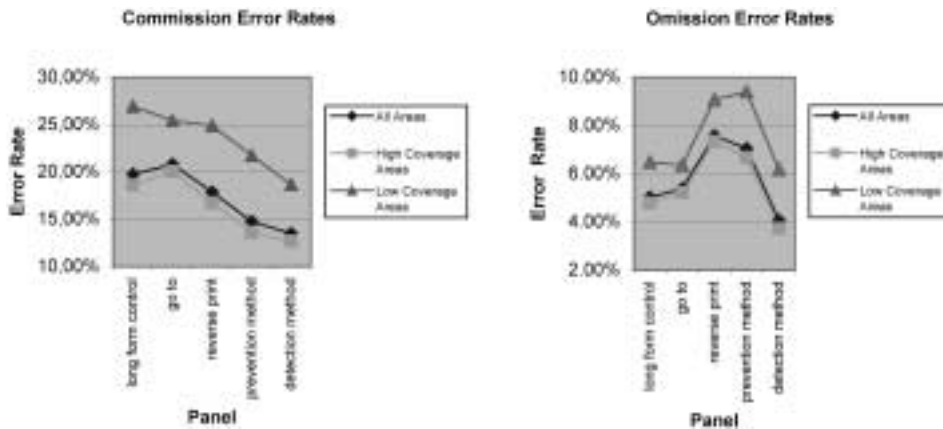 Commission Error Rates
30.00%
25.00%
20.00%
15.00%
10.00%
Error Rate
long form control
go to
reverse print
prevention method
detection method
Panel
All Areas
High Coverage
Areas
Low Coverage
Areas
Omission Error Rates
10.00%
8.00%
6.00%
4.00%
2.00%
Error Rate
long form control
go to
reverse print
prevention method
detection method
Panel
All Areas
High Coverage
Areas
Low Coverage
Areas